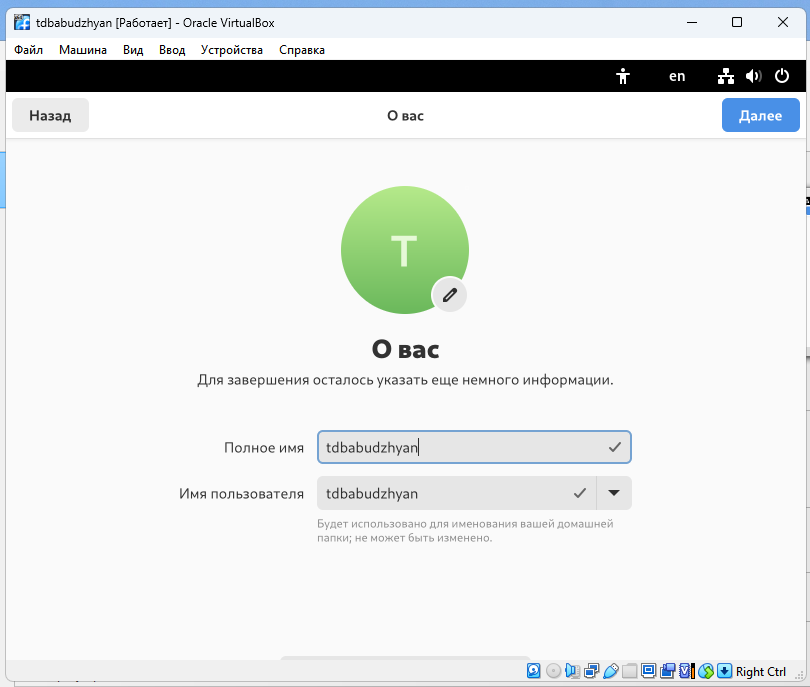 tdbabudzhyan [Работает] - Oracle VirtualBox
Файл Машина Вид Ввод Устройства Справка
en
Назад О вас Далее
T
О вас
Для завершения осталось указать еще немного информации.
Полное имя tdbabudzhyan
Имя пользователя tdbabudzhyan
Будет использовано для именования вашей домашней
папки; не может быть изменено.
Right Ctrl